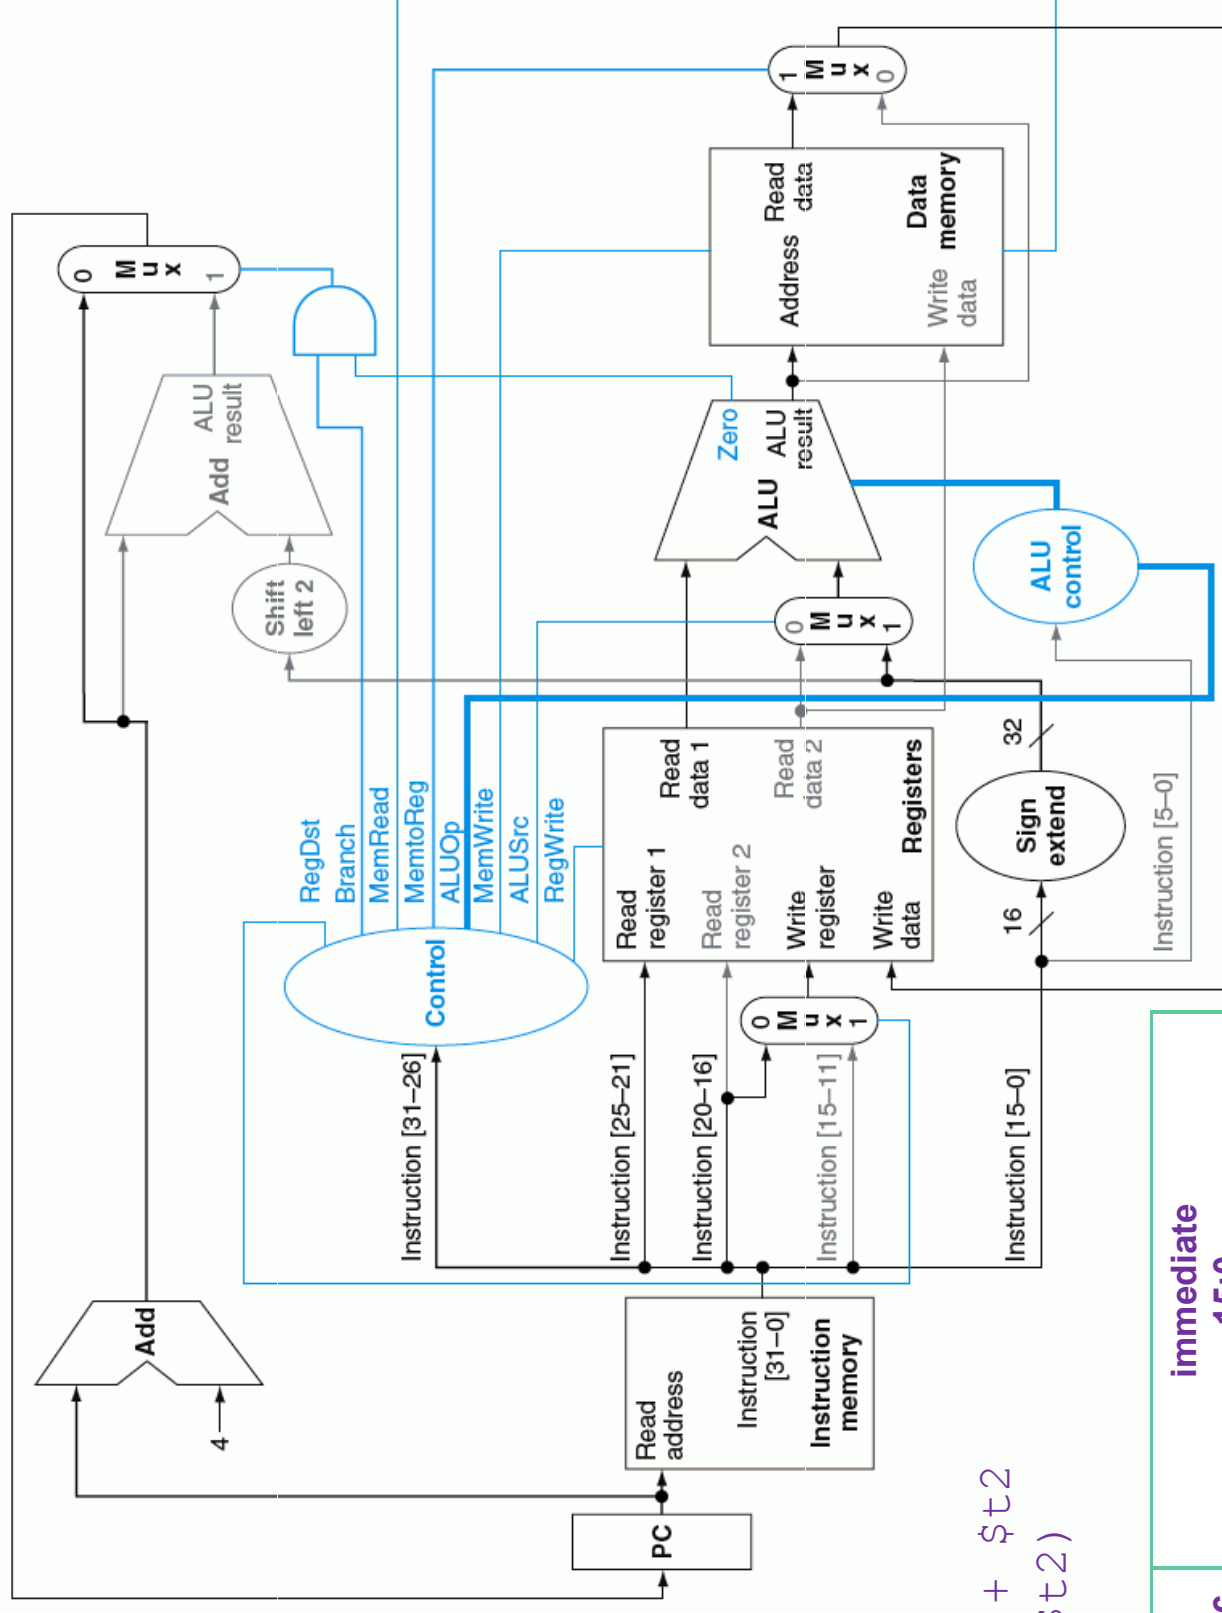 Add
4
PC
Read
address
Instruction
[31–0]
Instruction
memory
Instruction [31–26]
Instruction [25–21]
Instruction [20–16]
Instruction [15–11]
Instruction [15–0]
Control
RegDst
Branch
MemRead
MemtoReg
ALUOp
MemWrite
ALUSrc
RegWrite
0
M
u
x
1
Read
register 1
Read
register 2
Write
register
Write
data
Read
data 1
Read
data 2
Registers
16
Sign
extend
32
Instruction [5–0]
Shift
left 2
Add
ALU
result
0
M
u
x
1
0
M
u
x
1
ALU
Zero
ALU
result
ALU
control
Address
Read
data
Write
data
Data
memory
1
M
u
x
0
+ $t2
$t2)
immediate
15:0